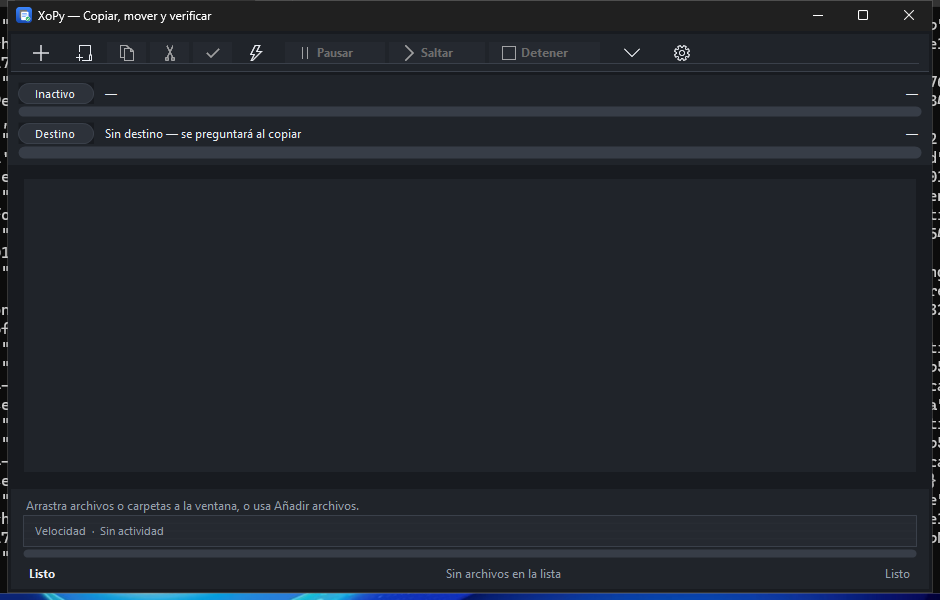 XoPy — Copiar, mover y verificar
Pausar Saltar Detener
Inactivo — —
Destino Sin destino — se preguntará al copiar —
Arrastra archivos o carpetas a la ventana, o usa Añadir archivos.
Velocidad · Sin actividad
Listo Sin archivos en la lista Listo